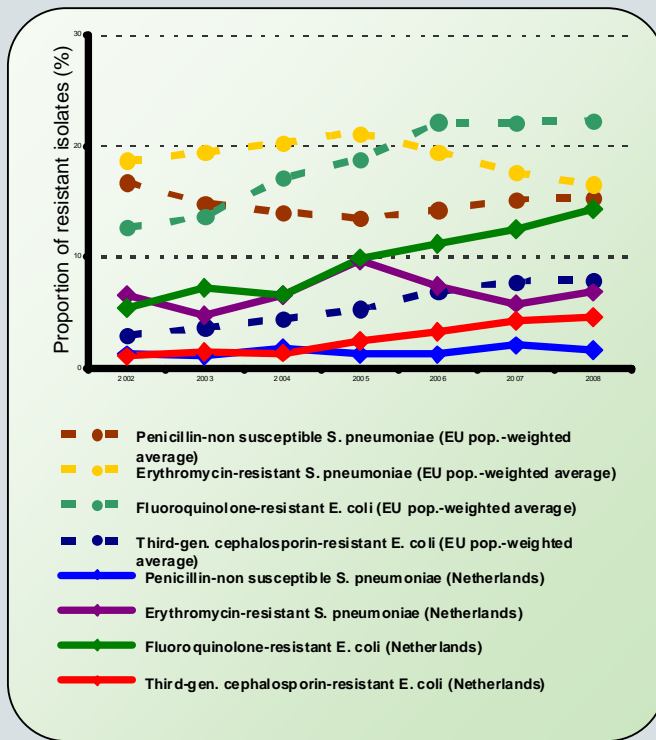 Proportion of resistant isolates (%)
30
20
10
0
2002 2003 2004 2005 2006 2007 2008
Penicillin-non susceptible S. pneumoniae (EU pop.-weighted
average)
Erythromycin-resistant S. pneumoniae (EU pop.-weighted average)
Fluoroquinolone-resistant E. coli (EU pop.-weighted average)
Third-gen. cephalosporin-resistant E. coli (EU pop.-weighted
average)
Penicillin-non susceptible S. pneumoniae (Netherlands)
Erythromycin-resistant S. pneumoniae (Netherlands)
Fluoroquinolone-resistant E. coli (Netherlands)
Third-gen. cephalosporin-resistant E. coli (Netherlands)